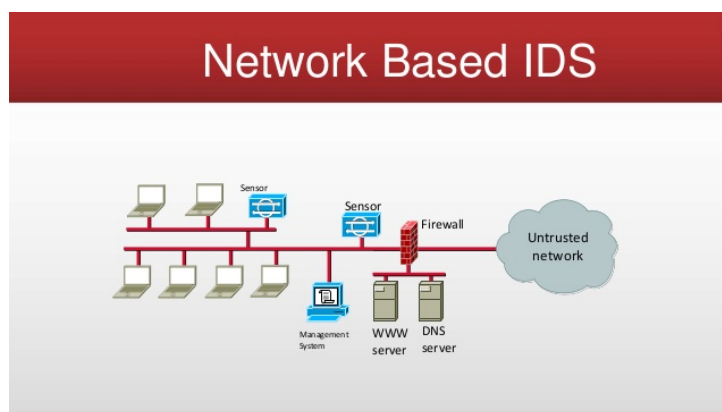 Network Based IDS
Sensor
Sensor
Firewall
Untrusted
network
Management
System
WWW
server
DNS
server